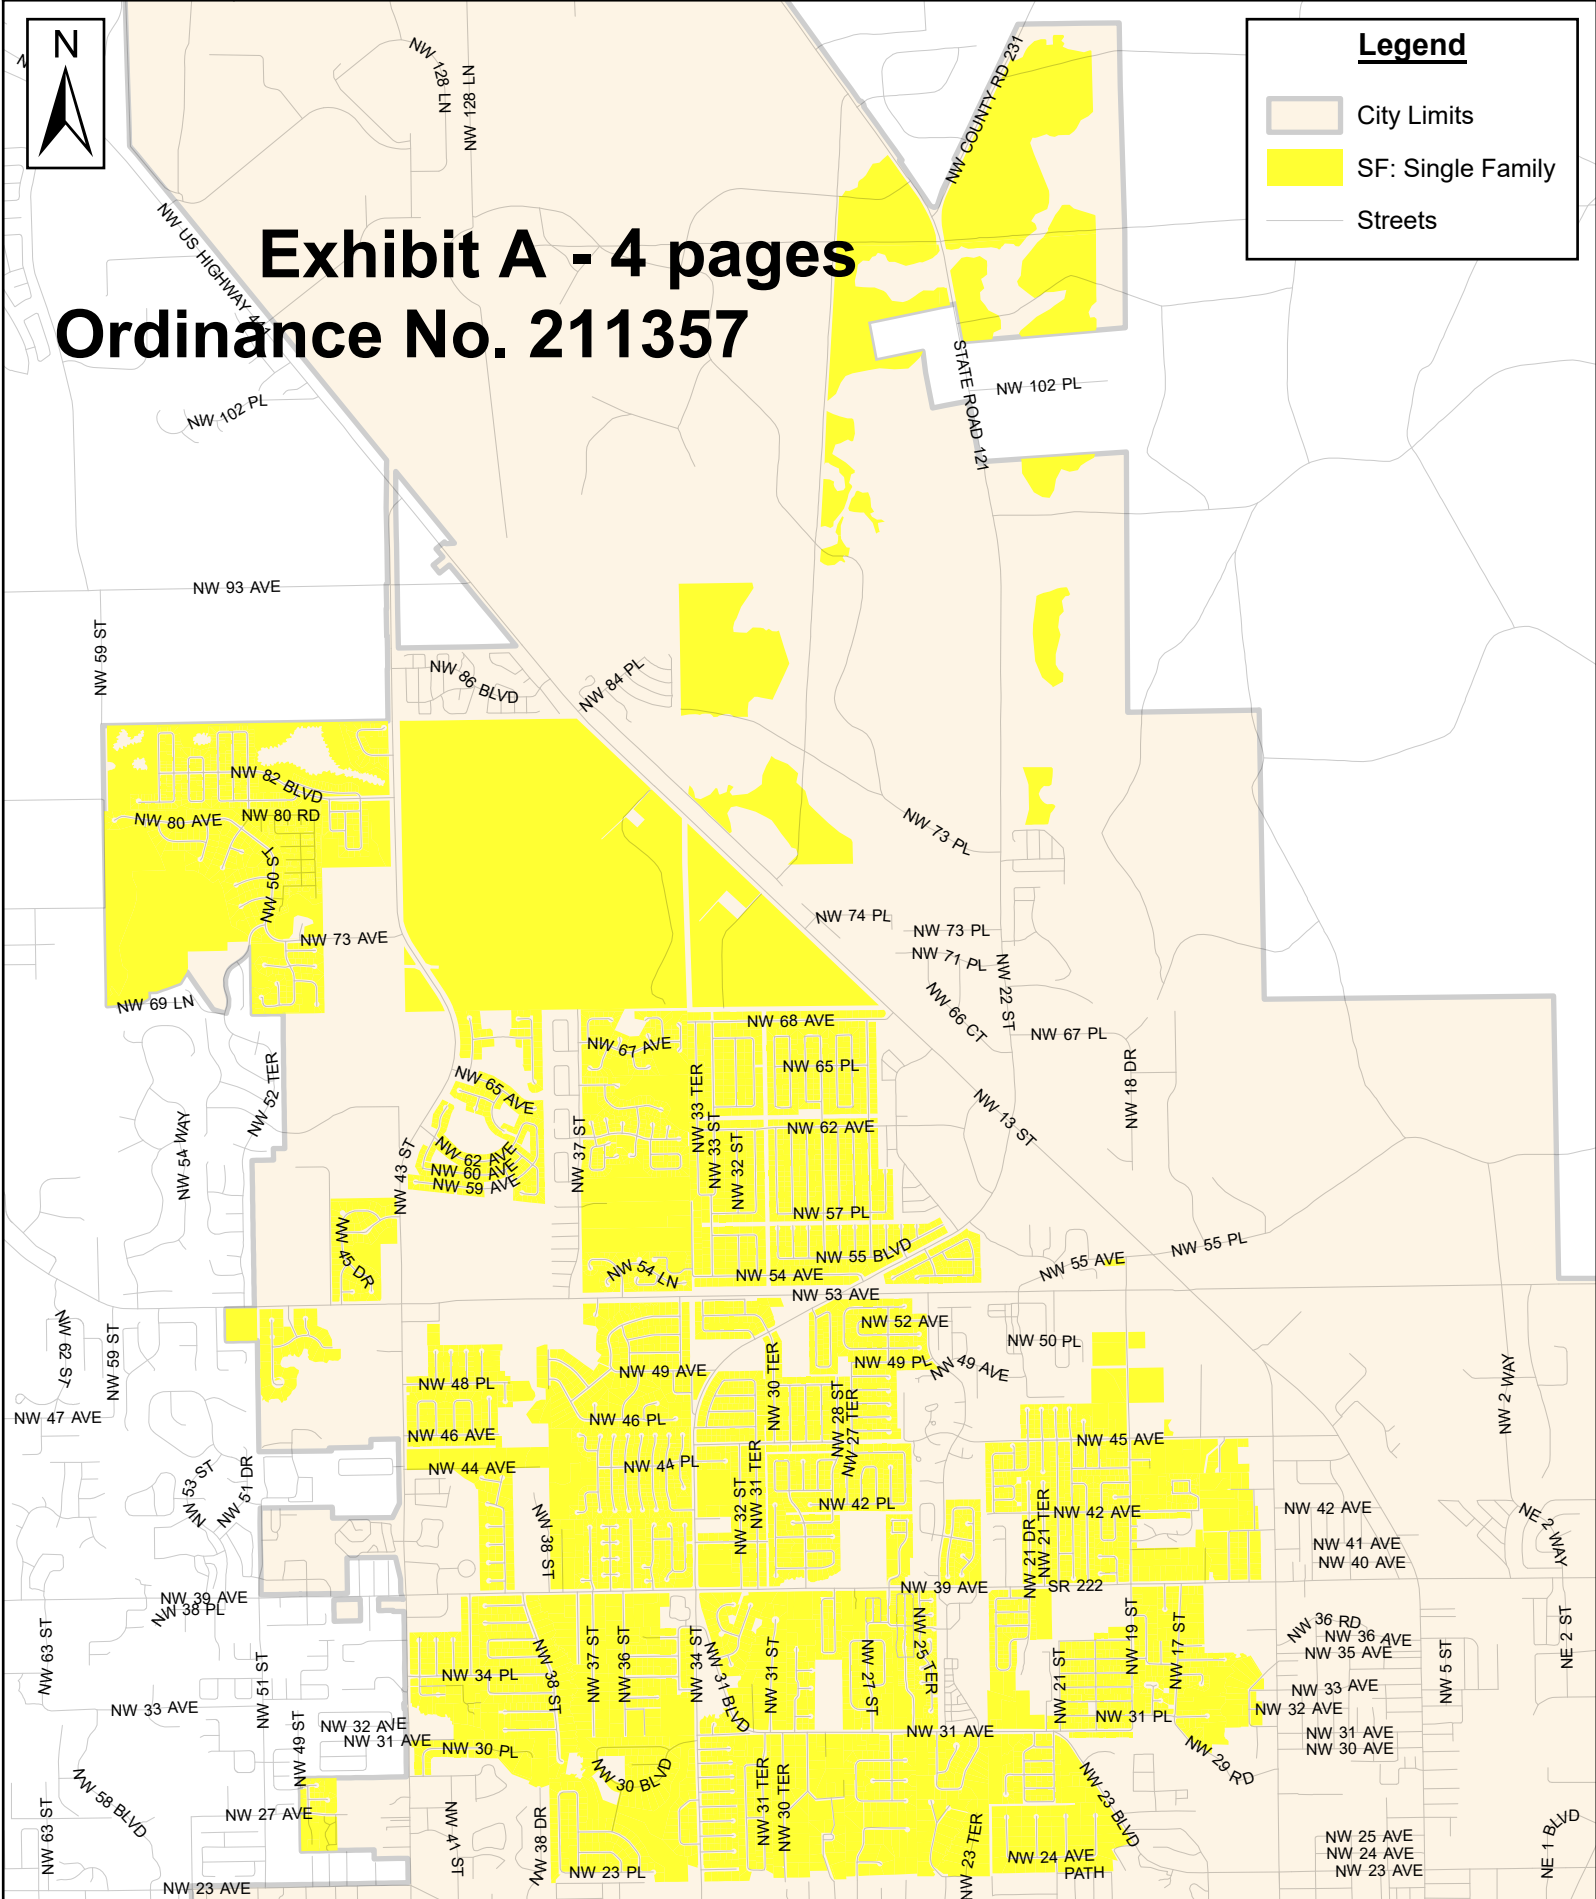 N
Legend
City Limits
SF: Single Family
Streets
Exhibit A - 4 pages
Ordinance No. 211357
NW 128 LN
NW 128 LN
NW COUNTY RD 231
NW US HIGHWAY 441
NW 102 PL
STATE ROAD 121
NW 102 PL
NW 93 AVE
NW 59 ST
NW 86 BLVD
NW 84 PL
NW 82 BLVD
NW 80 AVE
NW 80 RD
NW 50 ST
NW 73 AVE
NW 73 PL
NW 74 PL
NW 73 PL
NW 71 PL
NW 22 ST
NW 66 CT
NW 67 PL
NW 69 LN
NW 68 AVE
NW 67 AVE
NW 65 PL
NW 65 AVE
NW 52 TER
NW 54 WAY
NW 33 TER
NW 33 ST
NW 32 ST
NW 37 ST
NW 43 ST
NW 62 AVE
NW 60 AVE
NW 59 AVE
NW 62 AVE
NW 13 ST
NW 18 DR
NW 57 PL
NW 45 DR
NW 55 BLVD
NW 54 LN
NW 54 AVE
NW 53 AVE
NW 55 AVE
NW 55 PL
NW 52 AVE
NW 50 PL
NW 62 ST
NW 59 ST
NW 49 AVE
NW 49 PL
NW 49 AVE
NW 48 PL
NW 30 TER
NW 28 ST
NW 27 TER
NW 2 WAY
NW 47 AVE
NW 46 PL
NW 46 AVE
NW 45 AVE
NW 44 AVE
NW 44 PL
NW 53 ST
NW 51 DR
NW 32 ST
NW 31 TER
NW 42 PL
NW 42 AVE
NW 42 AVE
NW 38 ST
NW 21 DR
NW 21 TER
NW 41 AVE
NW 40 AVE
NE 2 WAY
NW 39 AVE
NW 38 PL
NW 39 AVE
SR 222
NW 63 ST
NW 51 ST
NW 34 PL
NW 38 ST
NW 37 ST
NW 36 ST
NW 34 ST
NW 31 BLVD
NW 31 ST
NW 27 ST
NW 25 TER
NW 21 ST
NW 19 ST
NW 17 ST
NW 36 RD
NW 36 AVE
NW 35 AVE
NW 5 ST
NE 2 ST
NW 33 AVE
NW 33 AVE
NW 32 AVE
NW 32 AVE
NW 31 AVE
NW 49 ST
NW 30 PL
NW 31 AVE
NW 31 PL
NW 31 AVE
NW 30 AVE
NW 29 RD
NW 30 BLVD
NW 31 TER
NW 30 TER
NW 23 BLVD
NW 58 BLVD
NW 63 ST
NW 27 AVE
NW 41 ST
NW 38 DR
NW 23 PL
NW 23 TER
NW 24 AVE
PATH
NW 25 AVE
NW 24 AVE
NW 23 AVE
NE 1 BLVD
NW 23 AVE